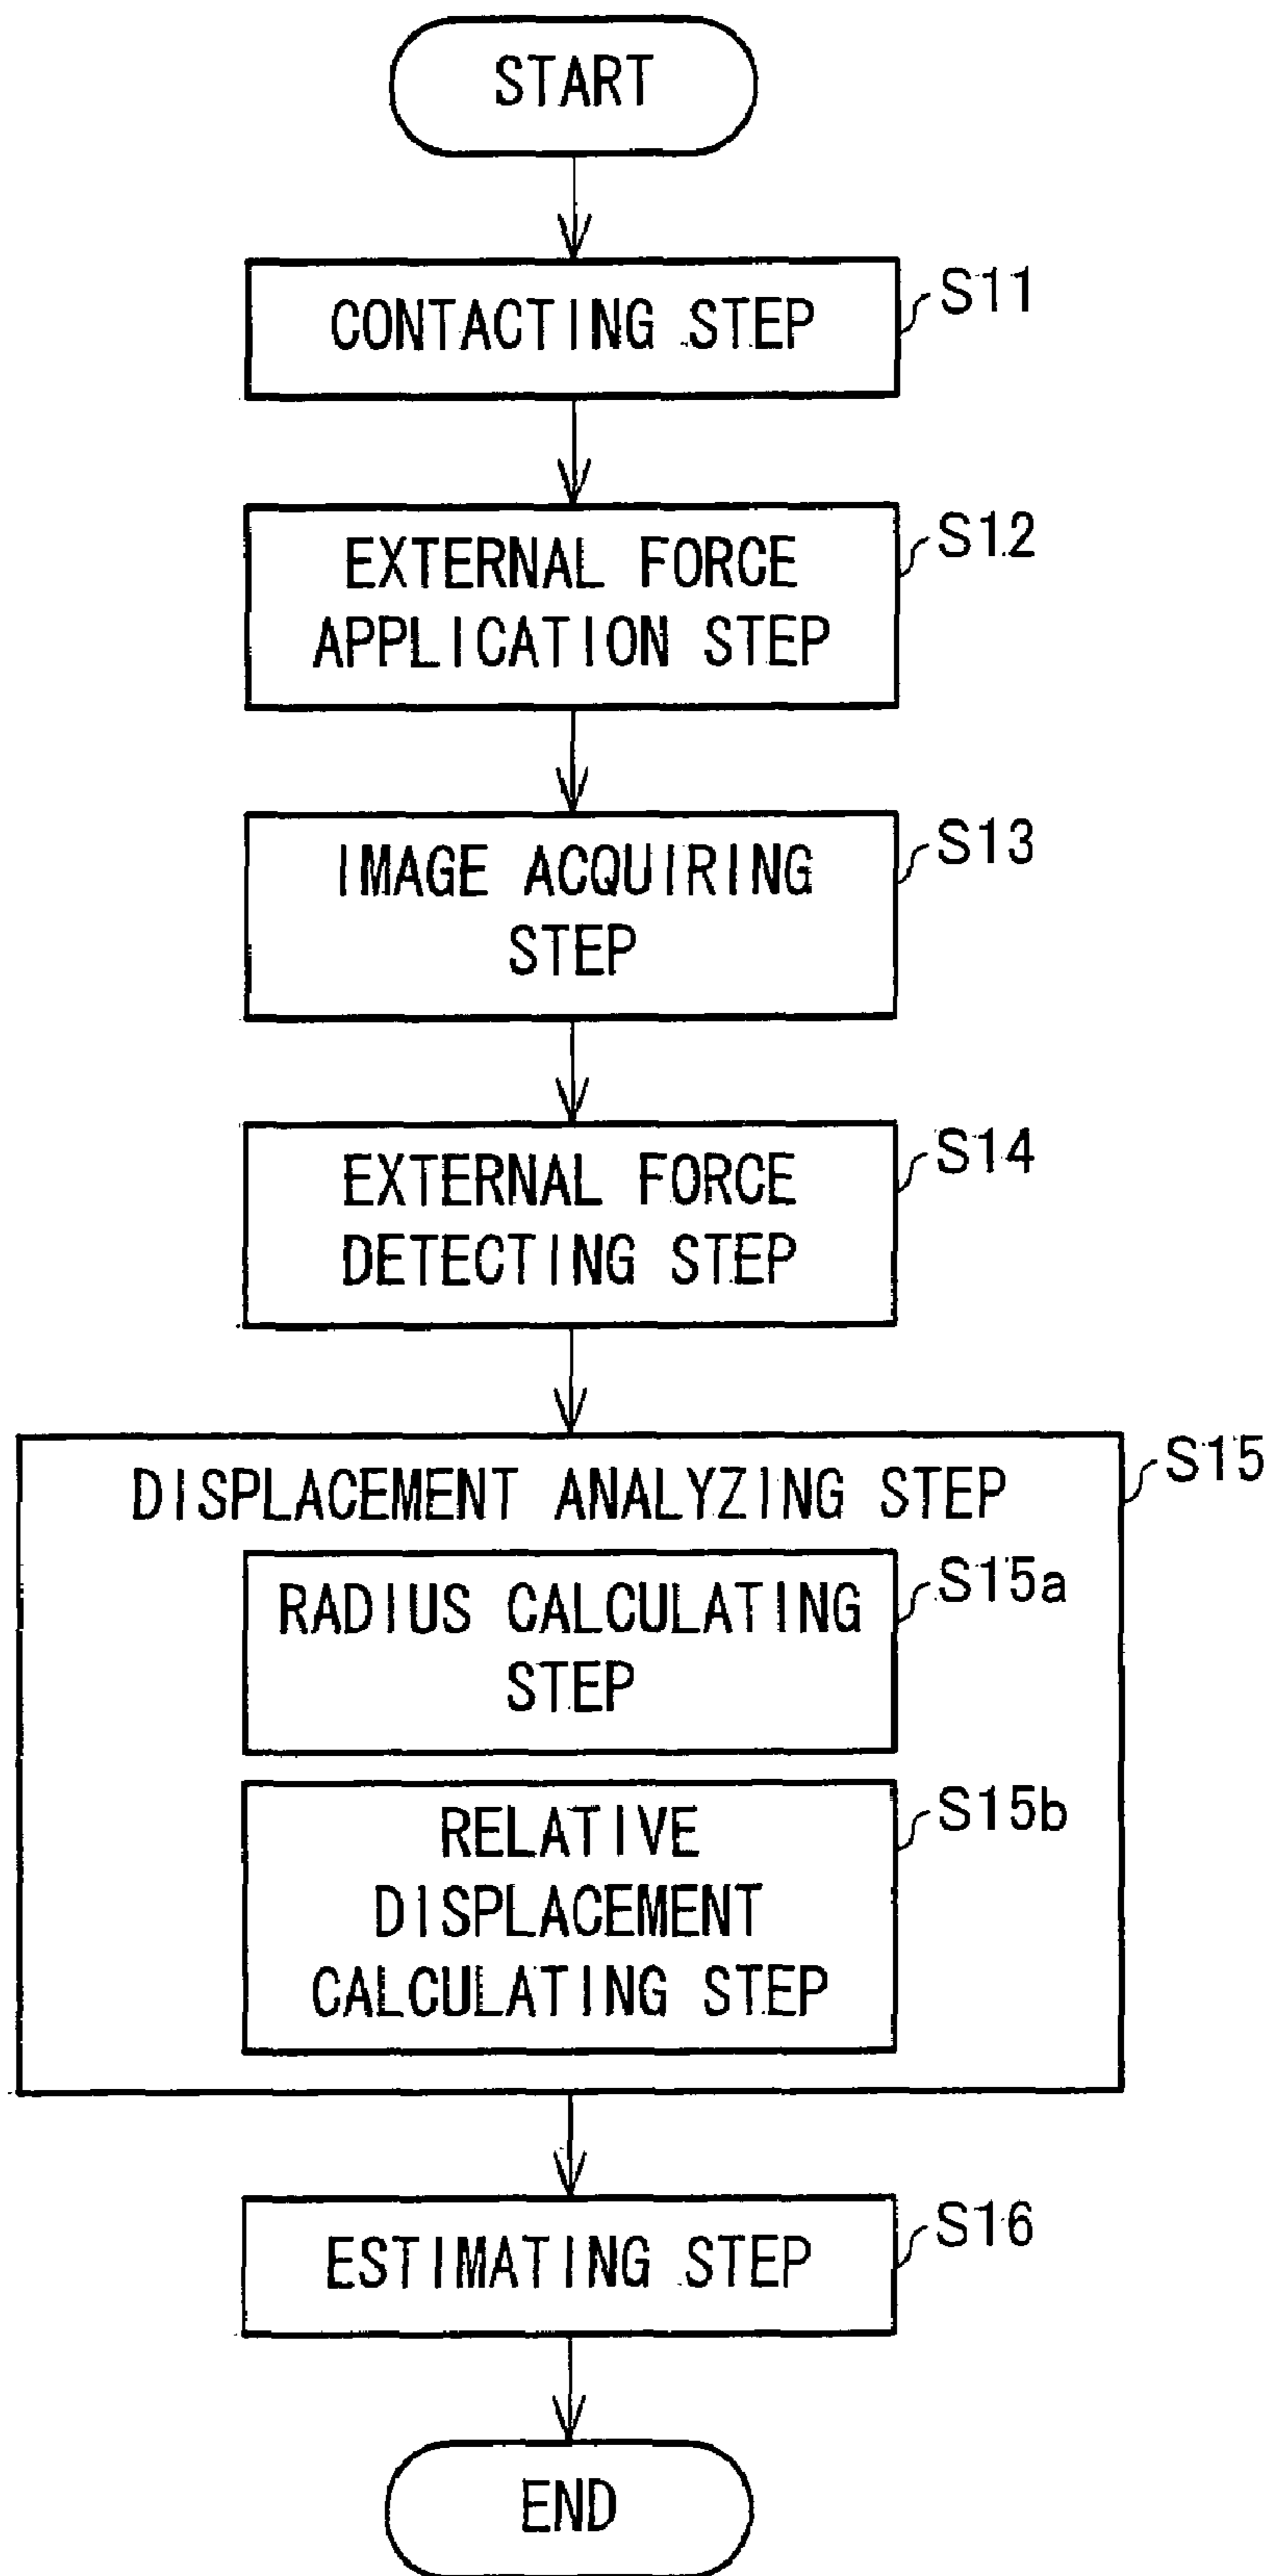 START
CONTACTING STEP
S11
EXTERNAL FORCE
APPLICATION STEP
S12
IMAGE ACQUIRING
STEP
S13
EXTERNAL FORCE
DETECTING STEP
S14
DISPLACEMENT ANALYZING STEP
S15
RADIUS CALCULATING
STEP
S15a
RELATIVE
DISPLACEMENT
CALCULATING STEP
S15b
ESTIMATING STEP
S16
END